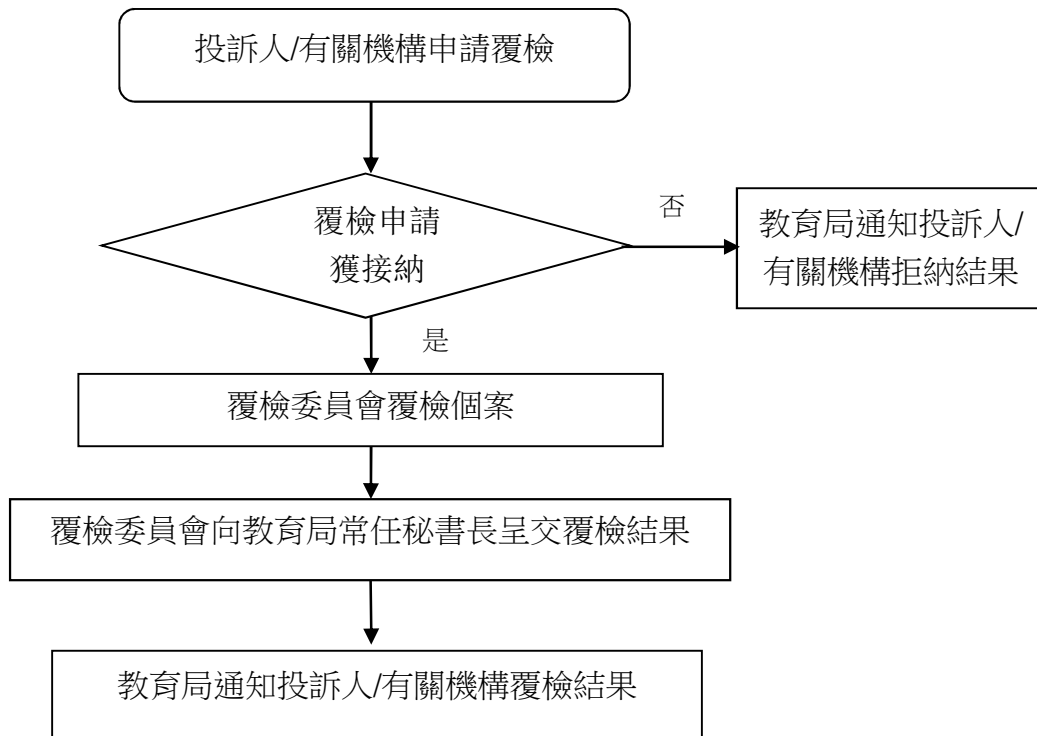 投訴人/有關機構申請覆檢
覆檢申請
獲接納
否
教育局通知投訴人/
有關機構拒納結果
是
覆檢委員會覆檢個案
覆檢委員會向教育局常任秘書長呈交覆檢結果
教育局通知投訴人/有關機構覆檢結果